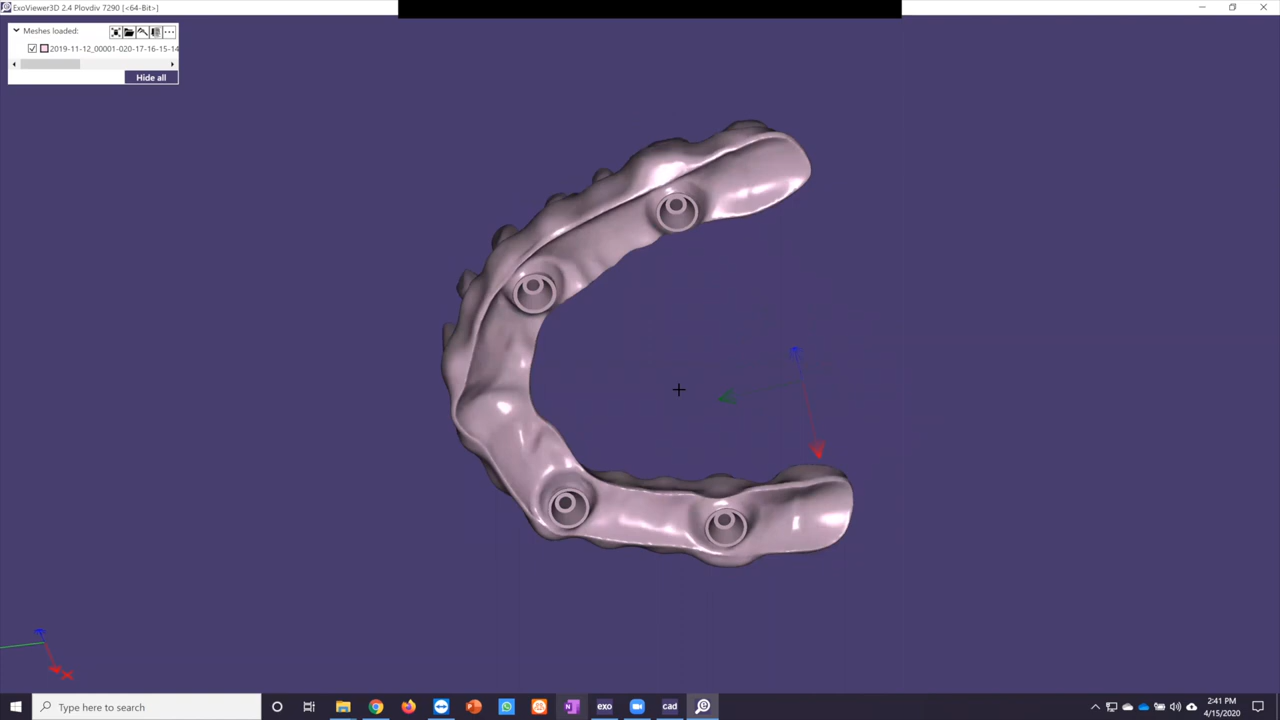 ExoViewer3D 2.4 Plovdiv 7290 [<64-Bit>]
Meshes loaded:
2019-11-12_00001-020-17-16-15-14
Hide all
Type here to search
exo
cad
2:41 PM
4/15/2020